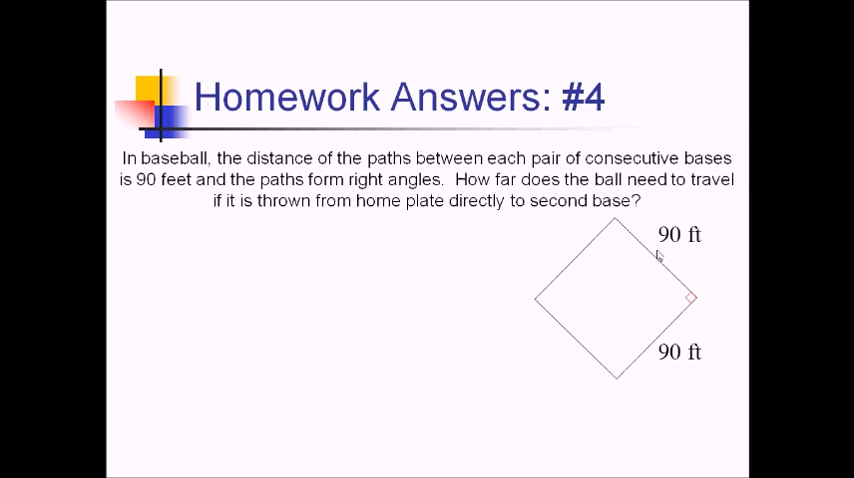 Homework Answers: #4
In baseball, the distance of the paths between each pair of consecutive bases
is 90 feet and the paths form right angles. How far does the ball need to travel
if it is thrown from home plate directly to second base?
90 ft
90 ft